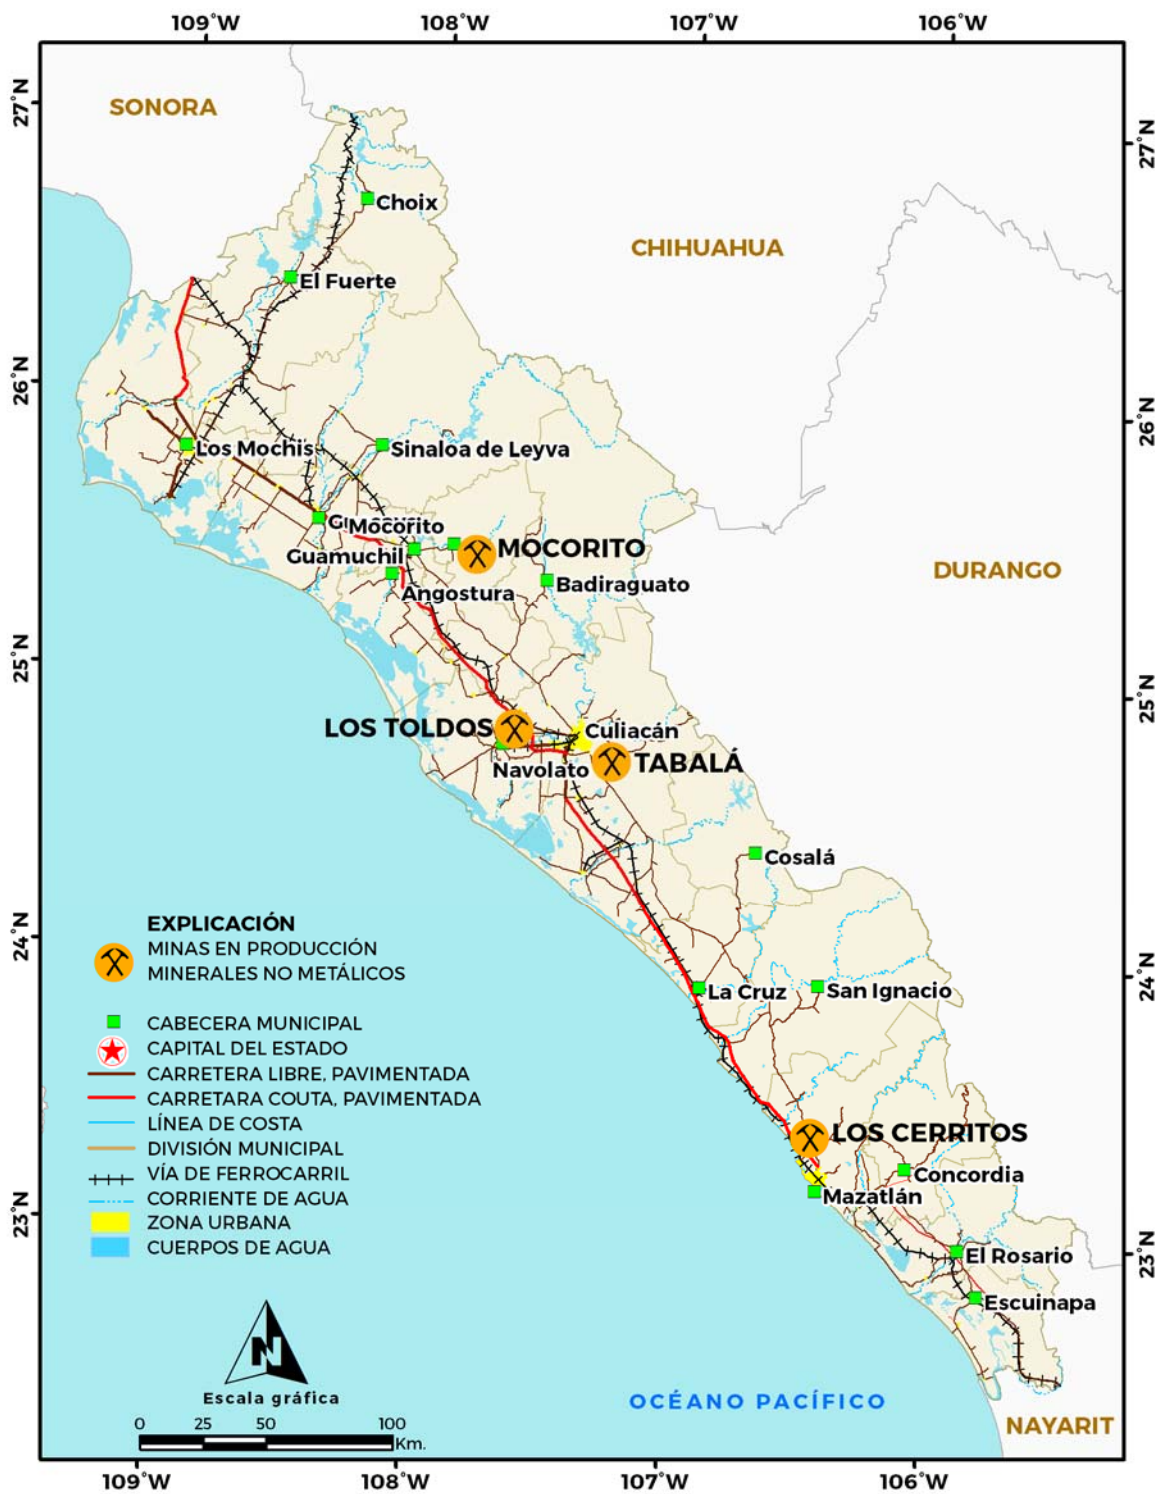 109°W 108°W 107°W 106°W
27°N
27°N
SONORA
Choix
CHIHUAHUA
El Fuerte
26°N
26°N
Los Mochis
Sinaloa de Leyva
Mocorito
MOCORITO
Guamuchil
DURANGO
Badiraguato
Angostura
25°N
25°N
LOS TOLDOS
Culiacán
TABALÁ
Navolato
Cosalá
EXPLICACIÓN
MINAS EN PRODUCCIÓN
MINERALES NO METÁLICOS
24°N
24°N
La Cruz
San Ignacio
CABECERA MUNICIPAL
CAPITAL DEL ESTADO
CARRETERA LIBRE, PAVIMENTADA
CARRETARA COUTA, PAVIMENTADA
LÍNEA DE COSTA
DIVISIÓN MUNICIPAL
VÍA DE FERROCARRIL
CORRIENTE DE AGUA
ZONA URBANA
CUERPOS DE AGUA
LOS CERRITOS
Concordia
Mazatlán
23°N
23°N
El Rosario
Escuinapa
N
Escala gráfica
0 25 50 100
Km.
OCÉANO PACÍFICO
NAYARIT
109°W 108°W 107°W 106°W